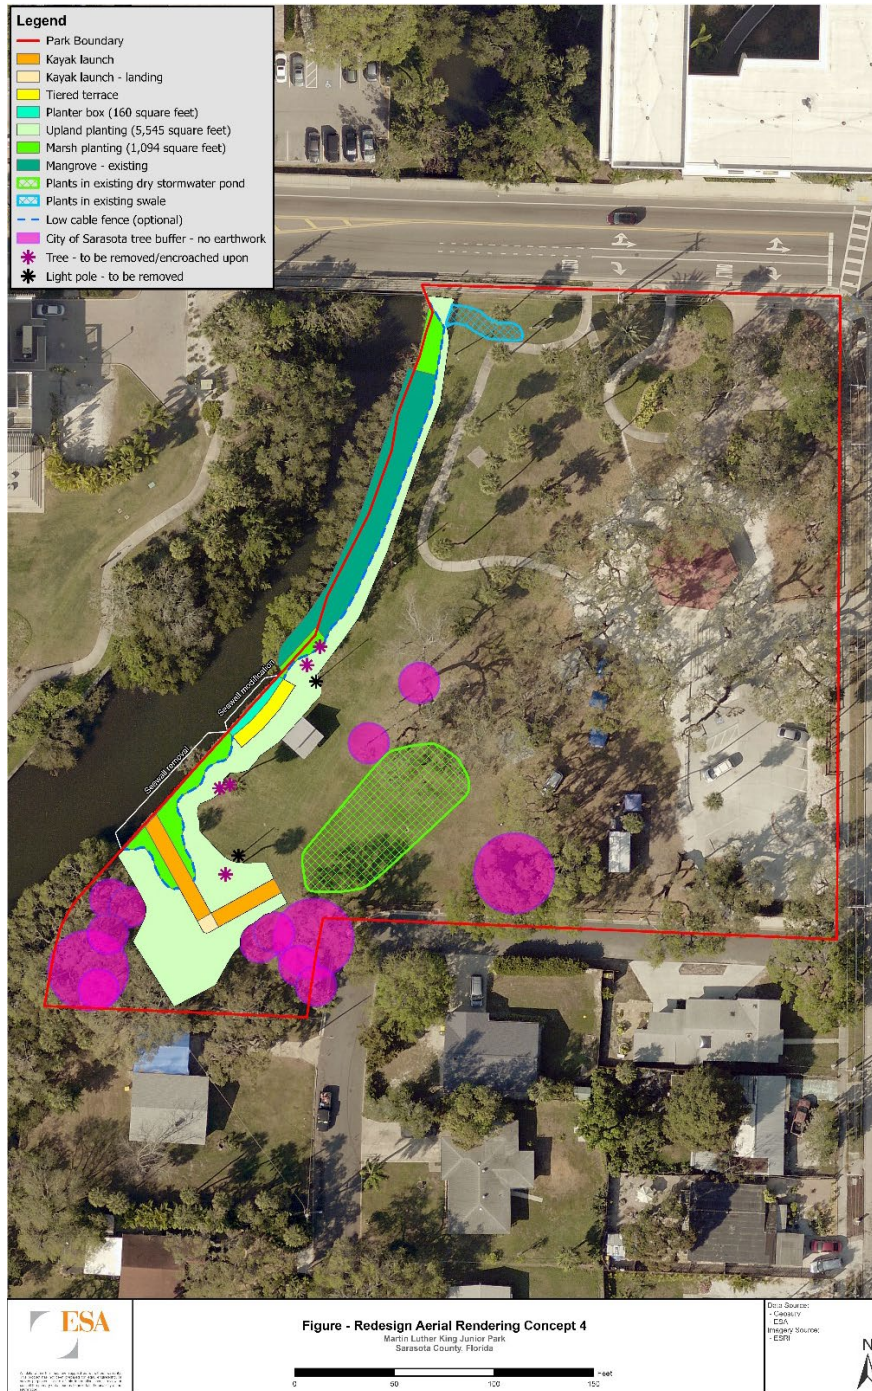 Legend
Park Boundary
Kayak launch
Kayak launch - landing
Tiered terrace
Planter box (160 square feet)
Upland planting (5,545 square feet)
Marsh planting (1,094 square feet)
Mangrove - existing
Plants in existing dry stormwater pond
Plants in existing swale
Low cable fence (optional)
City of Sarasota tree buffer - no earthwork
Tree - to be removed/encroached upon
Light pole - to be removed
ONLY
ONLY
Seawall modification
Seawall removal
ESA
Figure - Redesign Aerial Rendering Concept 4
Martin Luther King Junior Park
Sarasota County, Florida
Feet
0 50 100 150
Data Source:
- Geosurv
- ESA
Imagery Source:
- ESRI
N